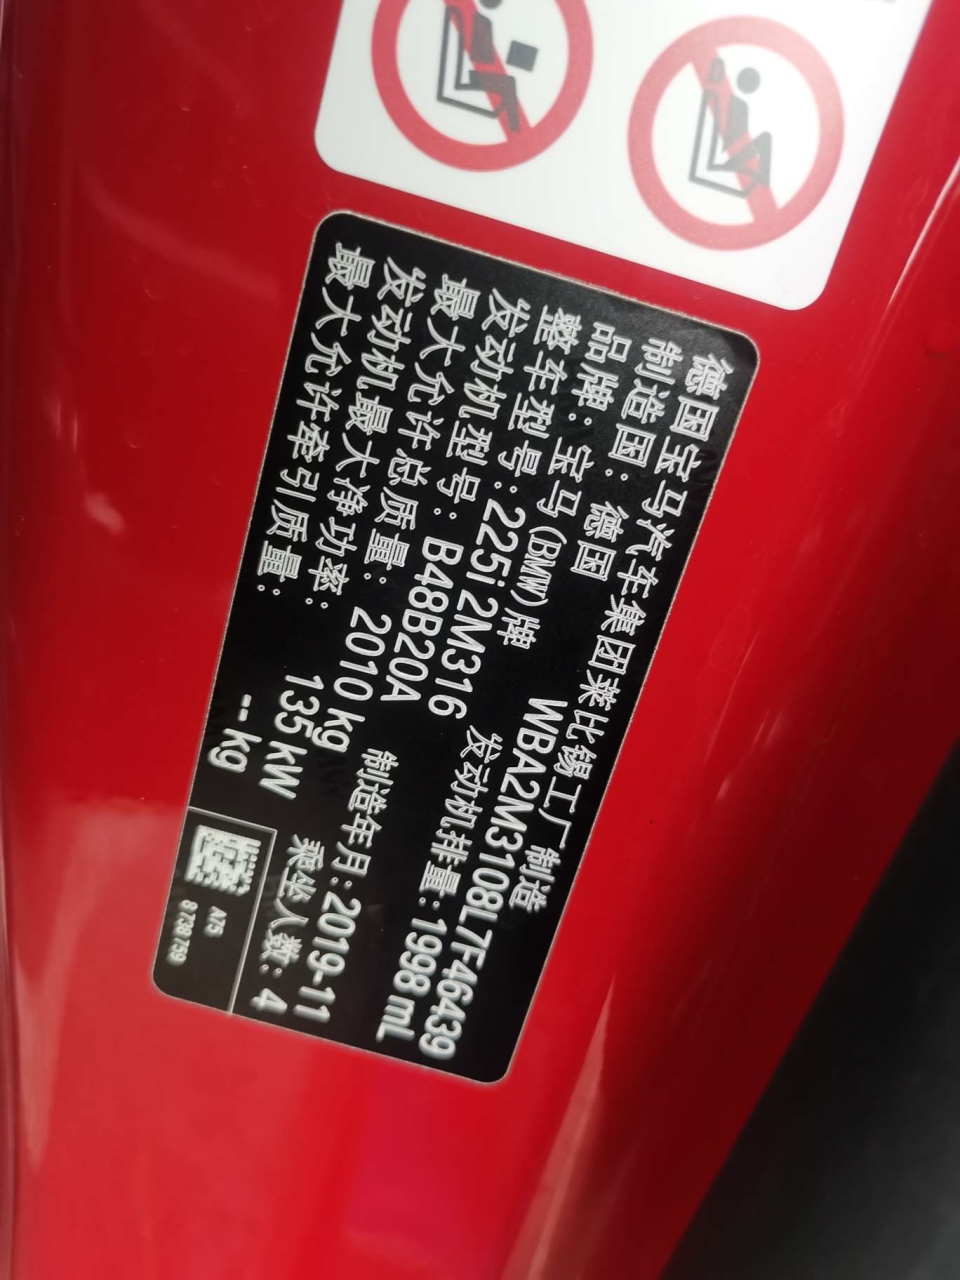 德国宝马汽车集团莱比锡工厂制造
制造国：德国 WBA2M3108L7F46439
品牌：宝马(BMW)牌
整车型号：225i 2M316 发动机排量：1998 mL
发动机型号：B48B20A
最大允许总质量：2010 kg 制造年月：2019-11
发动机最大净功率：135 kW 乘坐人数：4
最大允许牵引质量：-- kg
A75
8 738 759